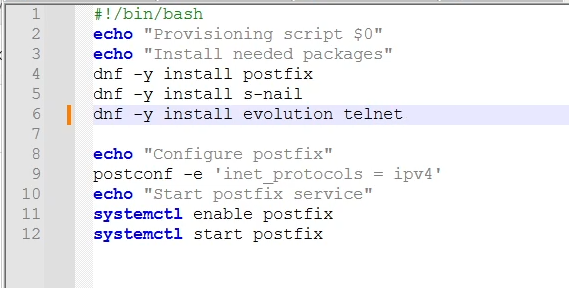 1 #!/bin/bash
2 echo "Provisioning script $0"
3 echo "Install needed packages"
4 dnf -y install postfix
5 dnf -y install s-nail
6 dnf -y install evolution telnet
7
8 echo "Configure postfix"
9 postconf -e 'inet_protocols = ipv4'
10 echo "Start postfix service"
11 systemctl enable postfix
12 systemctl start postfix